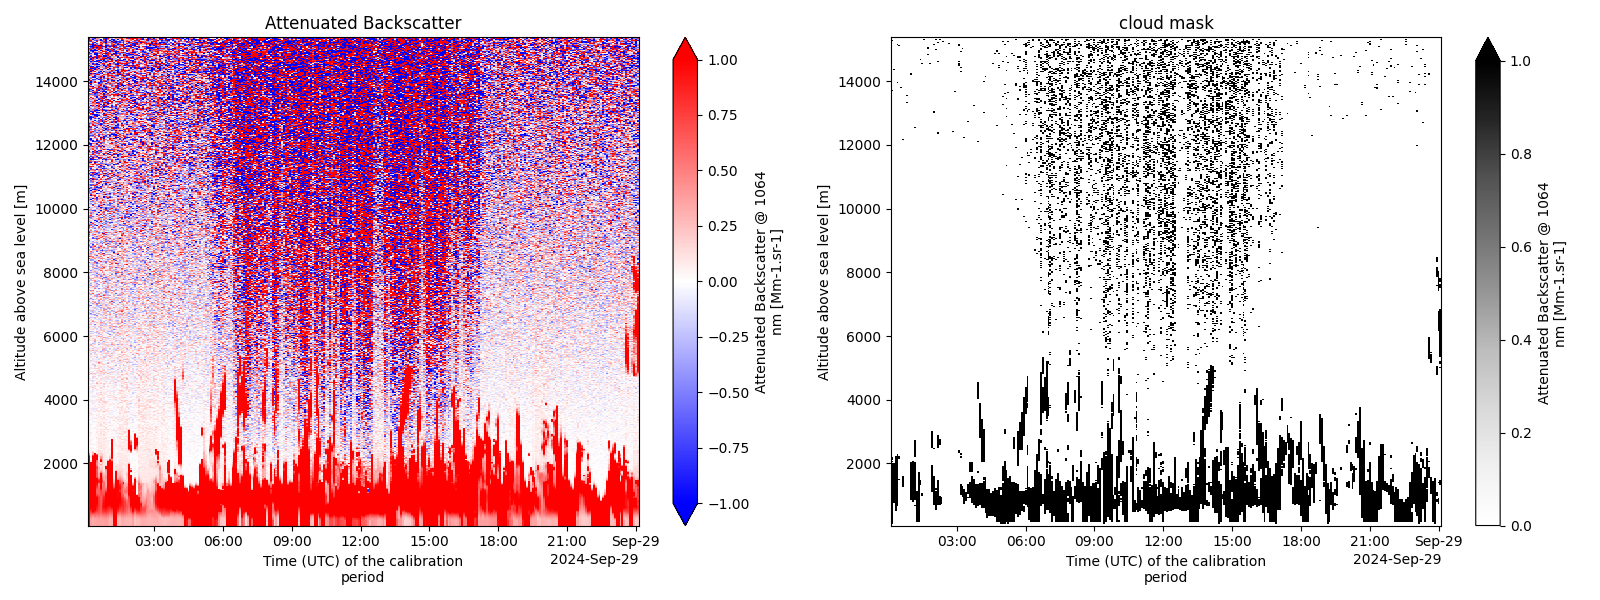 Attenuated Backscatter
14000
12000
10000
8000
6000
4000
2000
Altitude above sea level [m]
03:00 06:00 09:00 12:00 15:00 18:00 21:00 Sep-29
2024-Sep-29
Time (UTC) of the calibration
period
1.00
0.75
0.50
0.25
0.00
−0.25
−0.50
−0.75
−1.00
Attenuated Backscatter @ 1064
nm [Mm-1.sr-1]
cloud mask
14000
12000
10000
8000
6000
4000
2000
Altitude above sea level [m]
03:00 06:00 09:00 12:00 15:00 18:00 21:00 Sep-29
2024-Sep-29
Time (UTC) of the calibration
period
1.0
0.8
0.6
0.4
0.2
0.0
Attenuated Backscatter @ 1064
nm [Mm-1.sr-1]